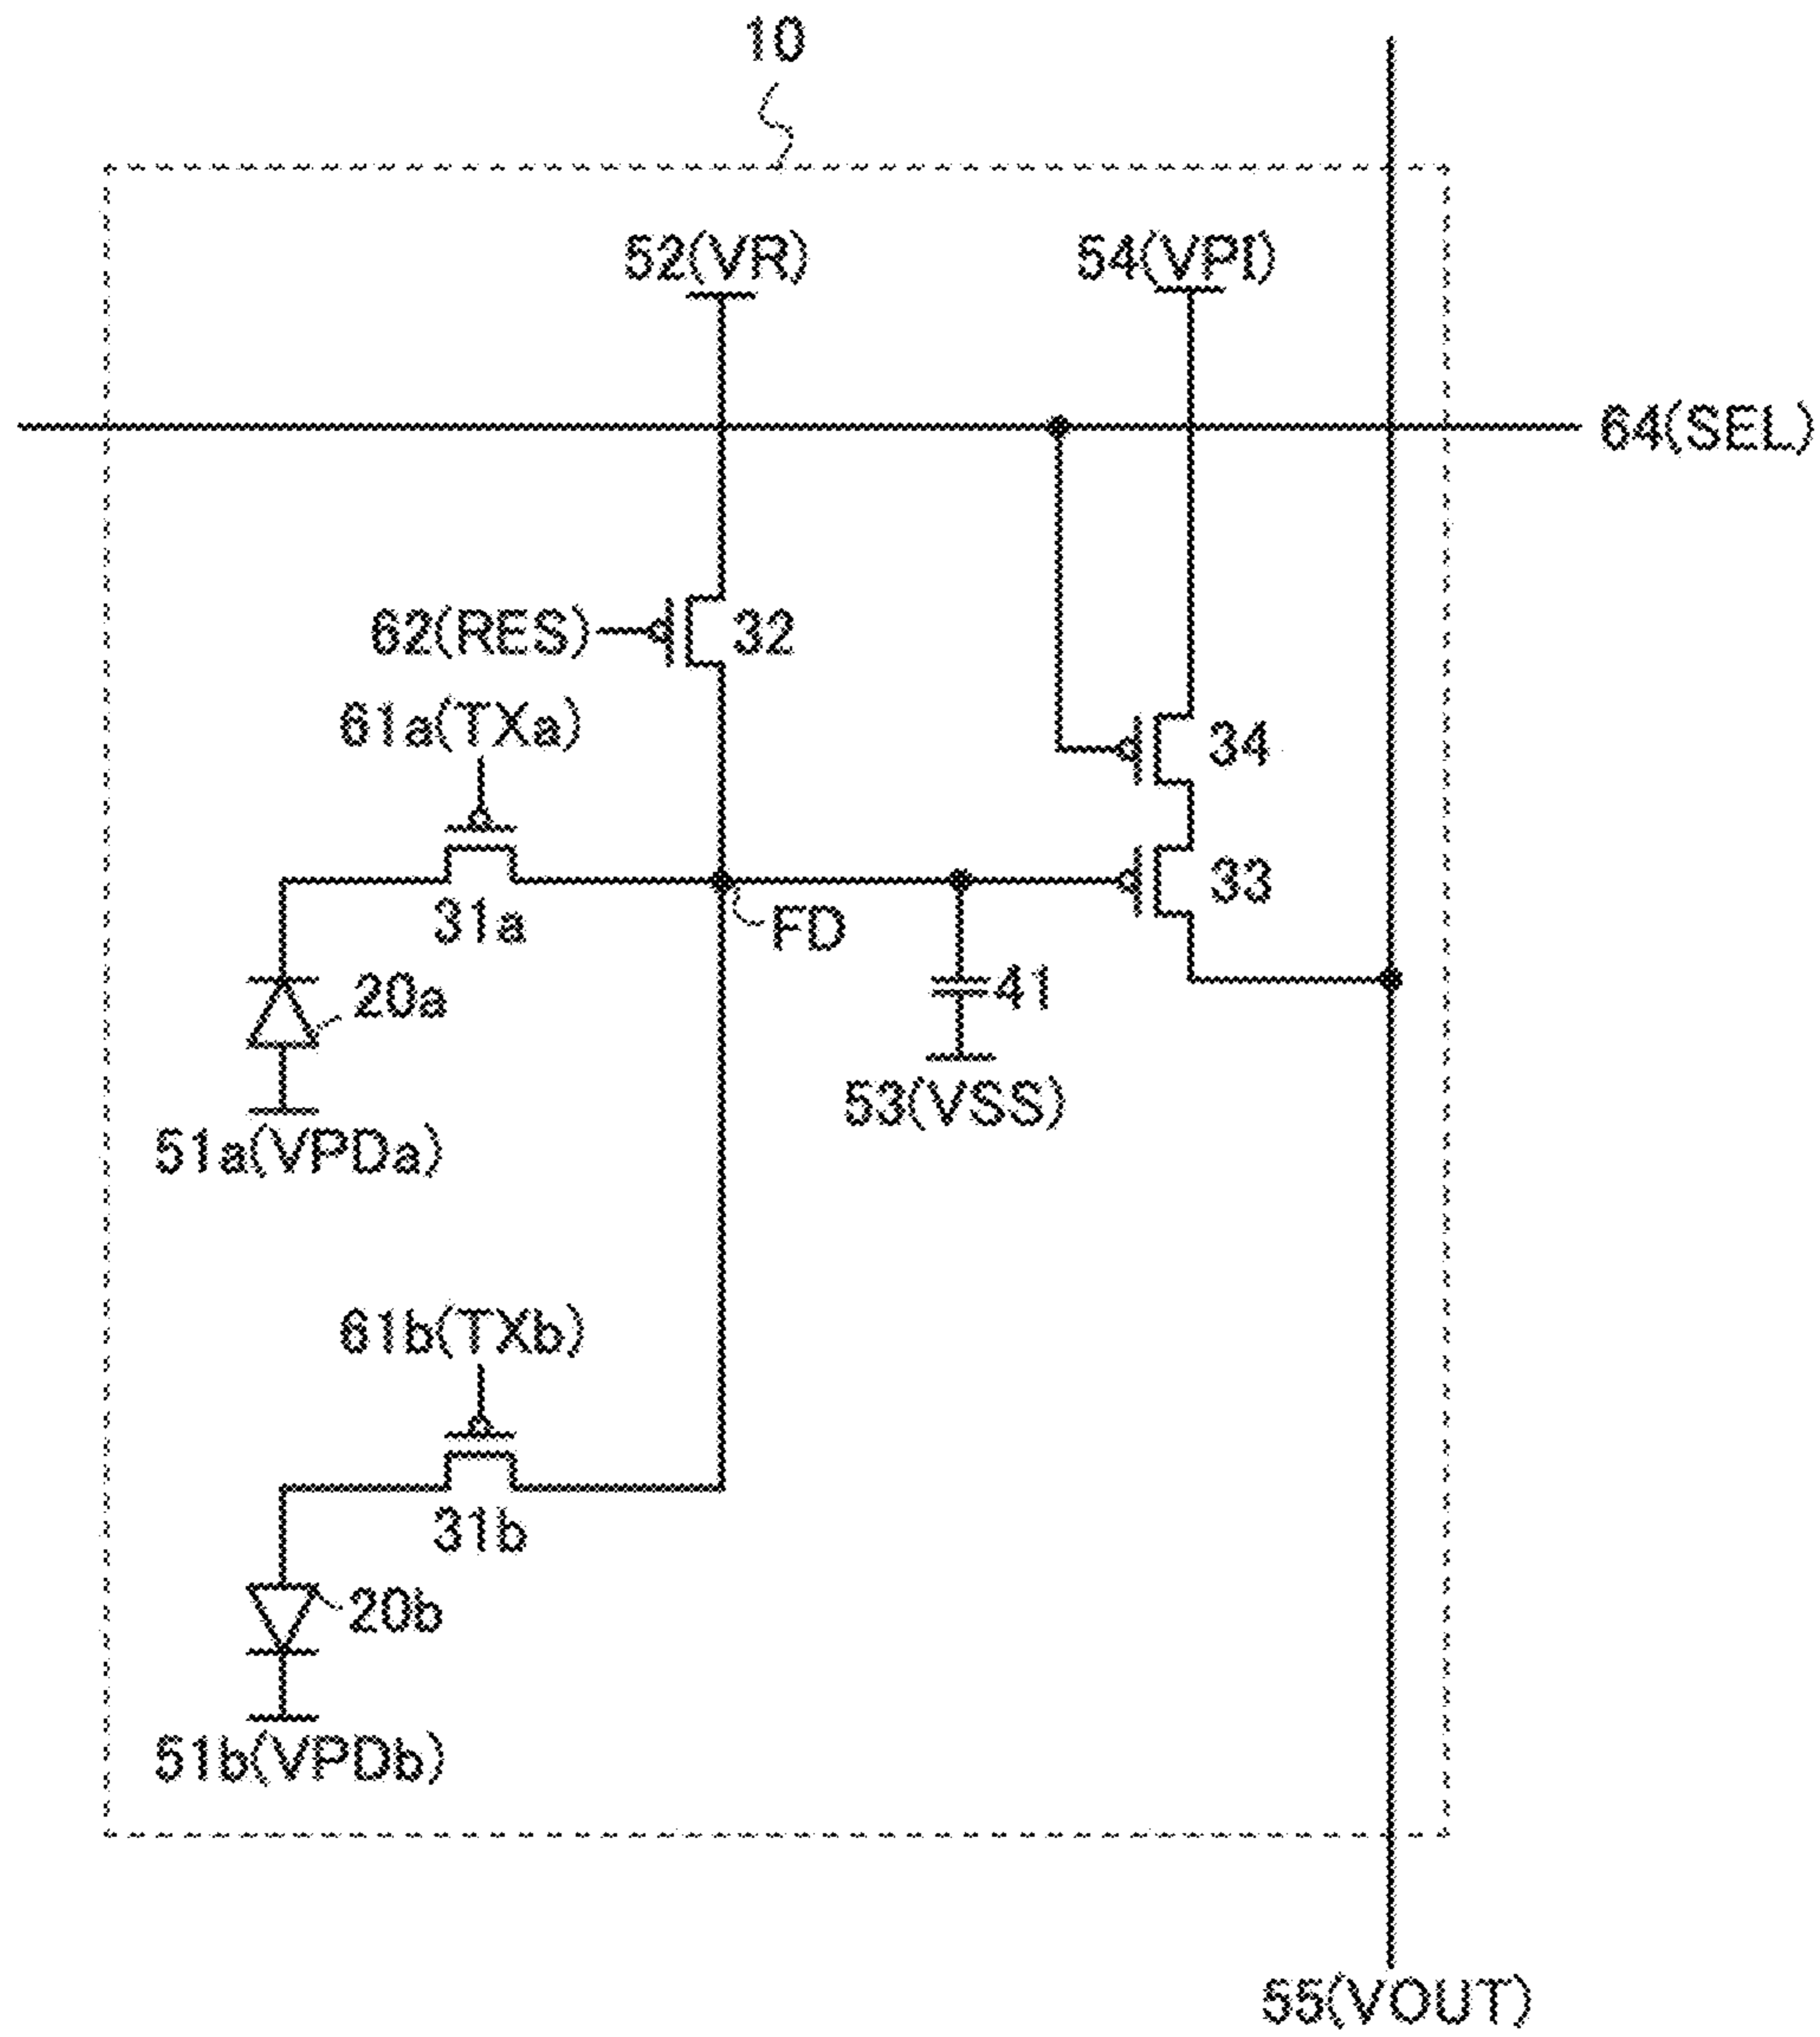 10
52(VR)
54(VPI)
64(SEL)
62(RES)
32
61a(TXa)
34
33
31a
FD
20a
41
53(VSS)
51a(VPDa)
61b(TXb)
31b
20b
51b(VPDb)
55(VOUT)